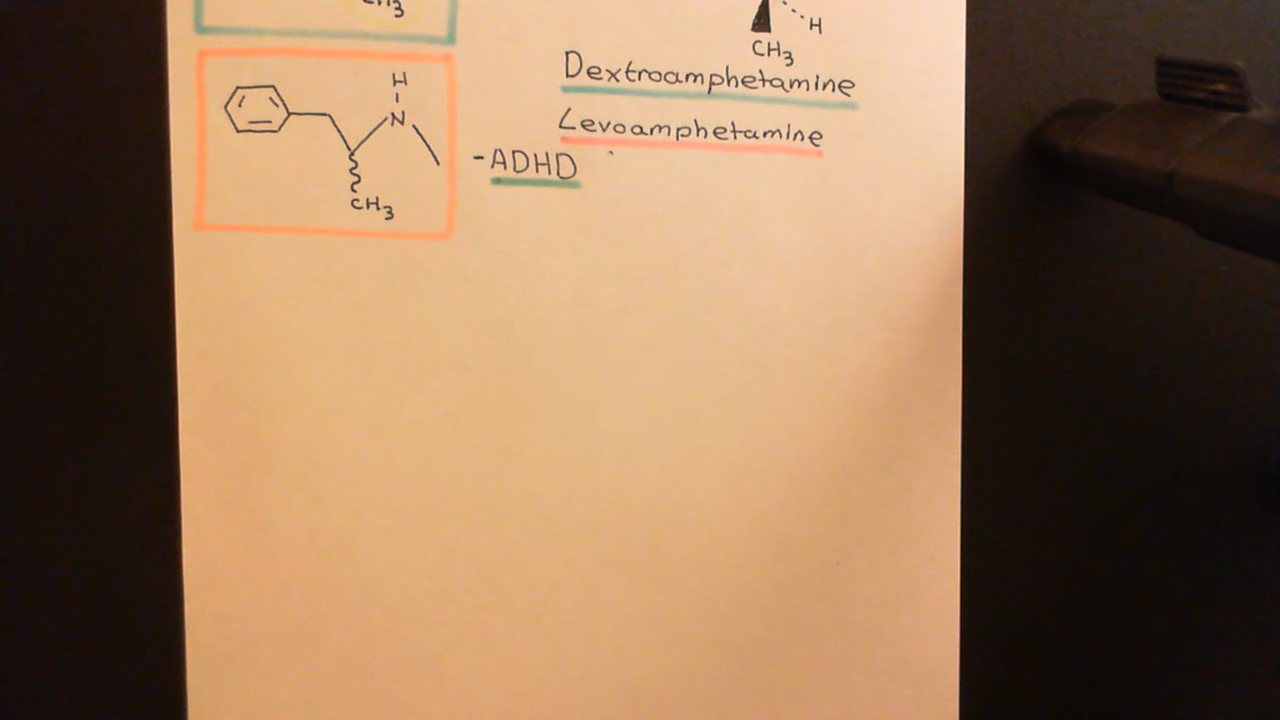 CH3
H
CH3
Dextroamphetamine
Levoamphetamine
-ADHD
H
N
CH3